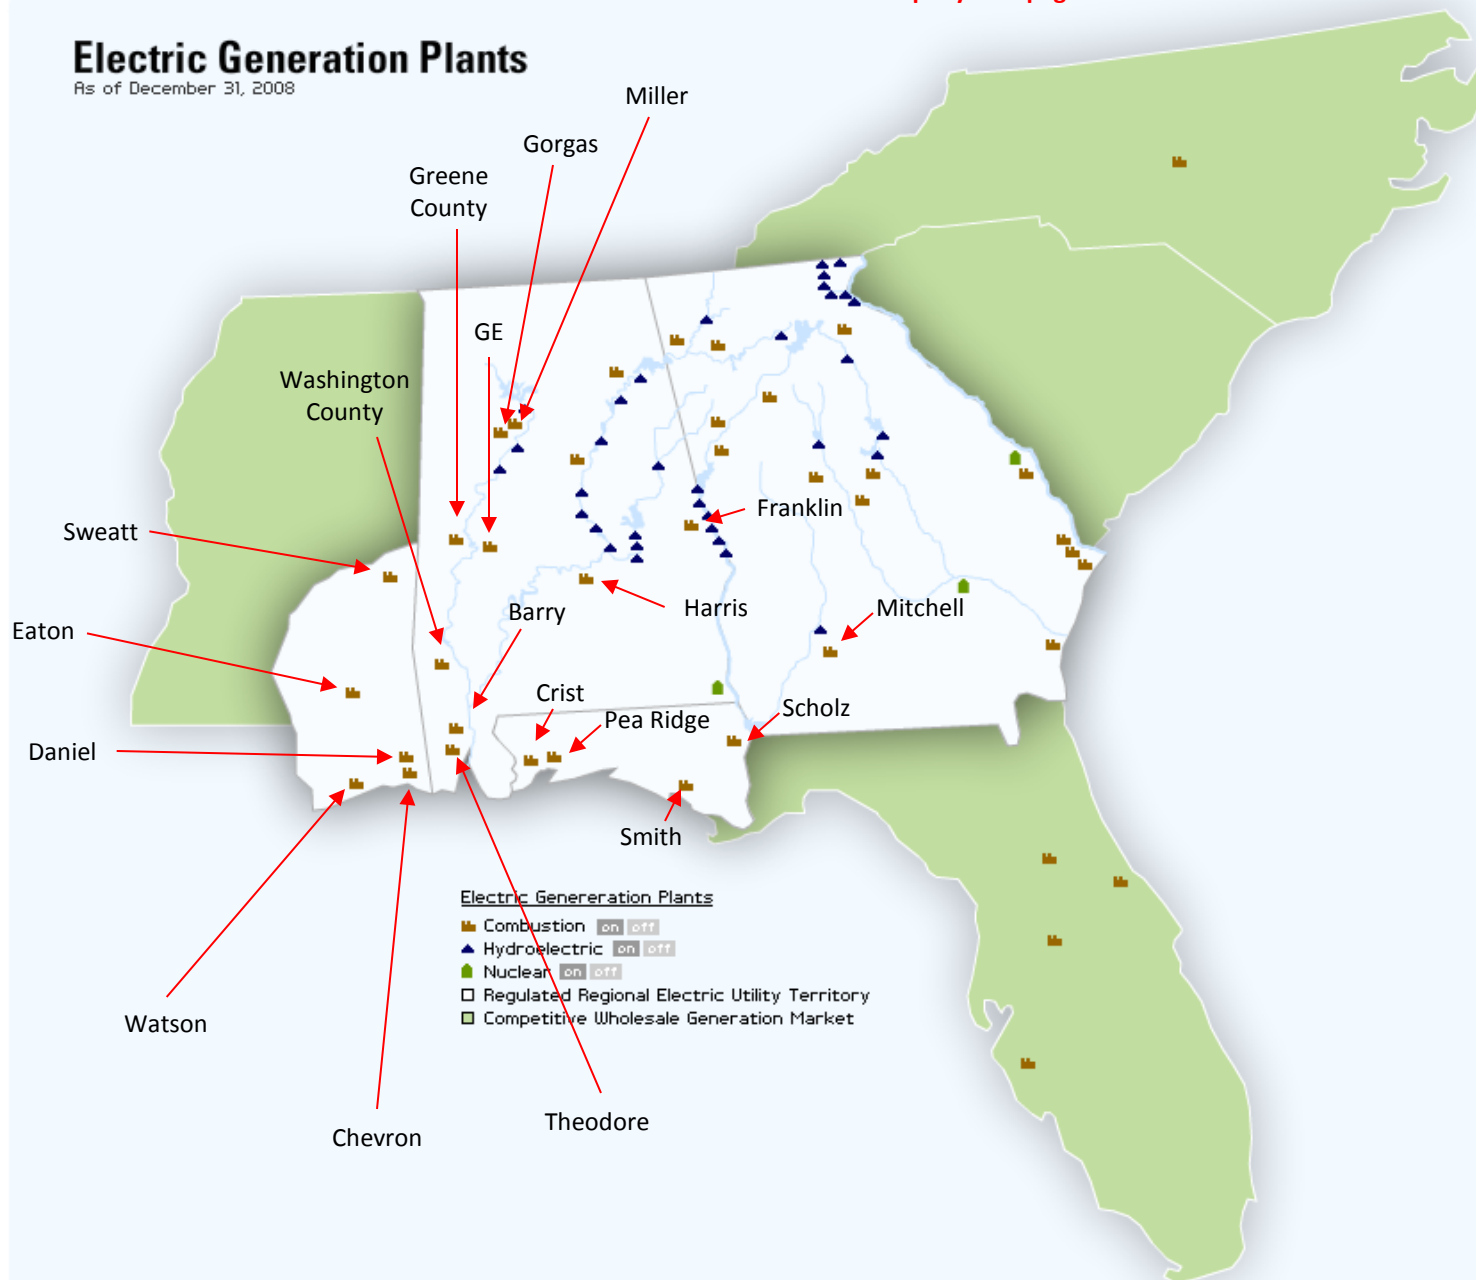 Electric Generation Plants
As of December 31, 2008
Miller
Gorgas
Greene
County
GE
Washington
County
Sweatt
Franklin
Eaton
Barry
Harris
Mitchell
Crist
Pea Ridge
Scholz
Daniel
Smith
Electric Genereration Plants
Combustion on off
Hydroelectric on off
Nuclear on off
Regulated Regional Electric Utility Territory
Competitive Wholesale Generation Market
Watson
Chevron
Theodore